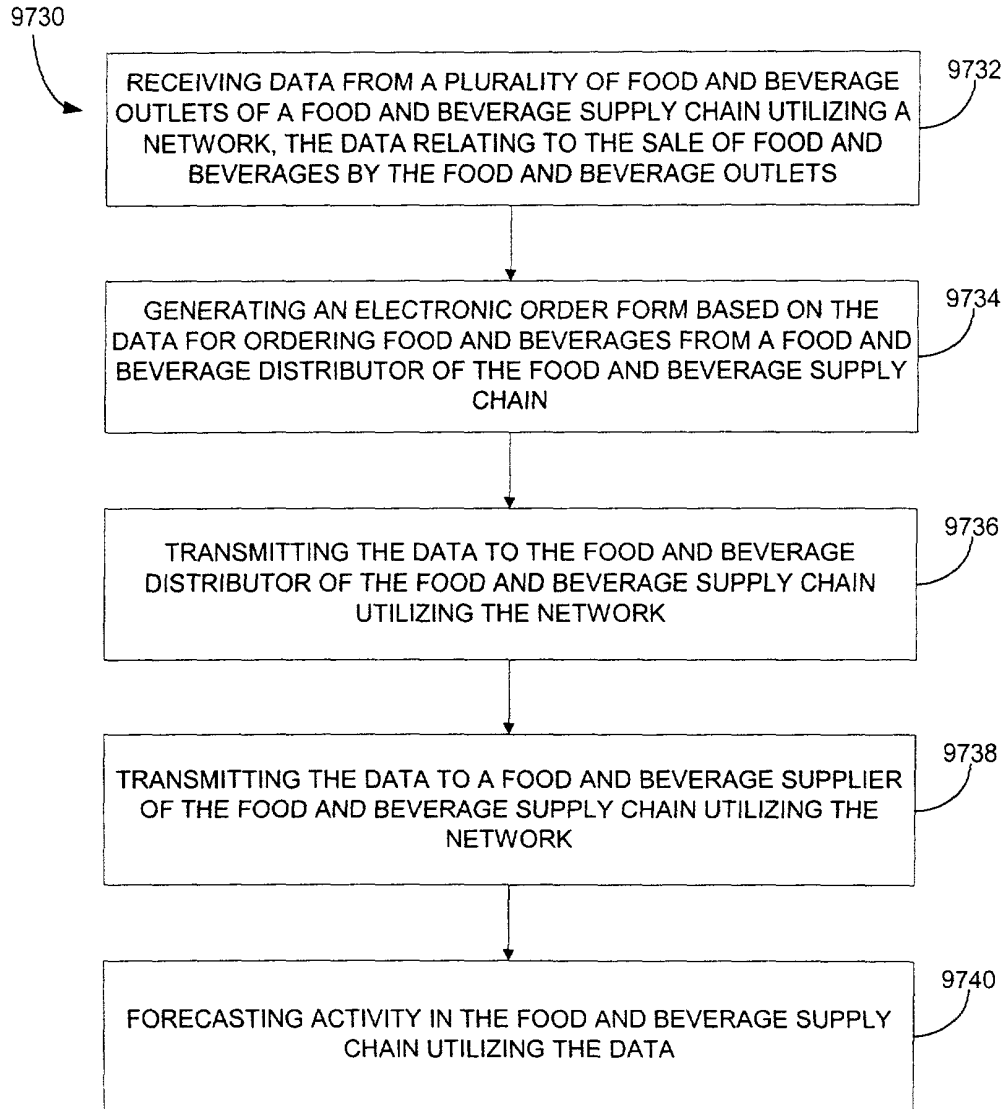 9730
RECEIVING DATA FROM A PLURALITY OF FOOD AND BEVERAGE
OUTLETS OF A FOOD AND BEVERAGE SUPPLY CHAIN UTILIZING A
NETWORK, THE DATA RELATING TO THE SALE OF FOOD AND
BEVERAGES BY THE FOOD AND BEVERAGE OUTLETS
9732
GENERATING AN ELECTRONIC ORDER FORM BASED ON THE
DATA FOR ORDERING FOOD AND BEVERAGES FROM A FOOD AND
BEVERAGE DISTRIBUTOR OF THE FOOD AND BEVERAGE SUPPLY
CHAIN
9734
TRANSMITTING THE DATA TO THE FOOD AND BEVERAGE
DISTRIBUTOR OF THE FOOD AND BEVERAGE SUPPLY CHAIN
UTILIZING THE NETWORK
9736
TRANSMITTING THE DATA TO A FOOD AND BEVERAGE SUPPLIER
OF THE FOOD AND BEVERAGE SUPPLY CHAIN UTILIZING THE
NETWORK
9738
FORECASTING ACTIVITY IN THE FOOD AND BEVERAGE SUPPLY
CHAIN UTILIZING THE DATA
9740